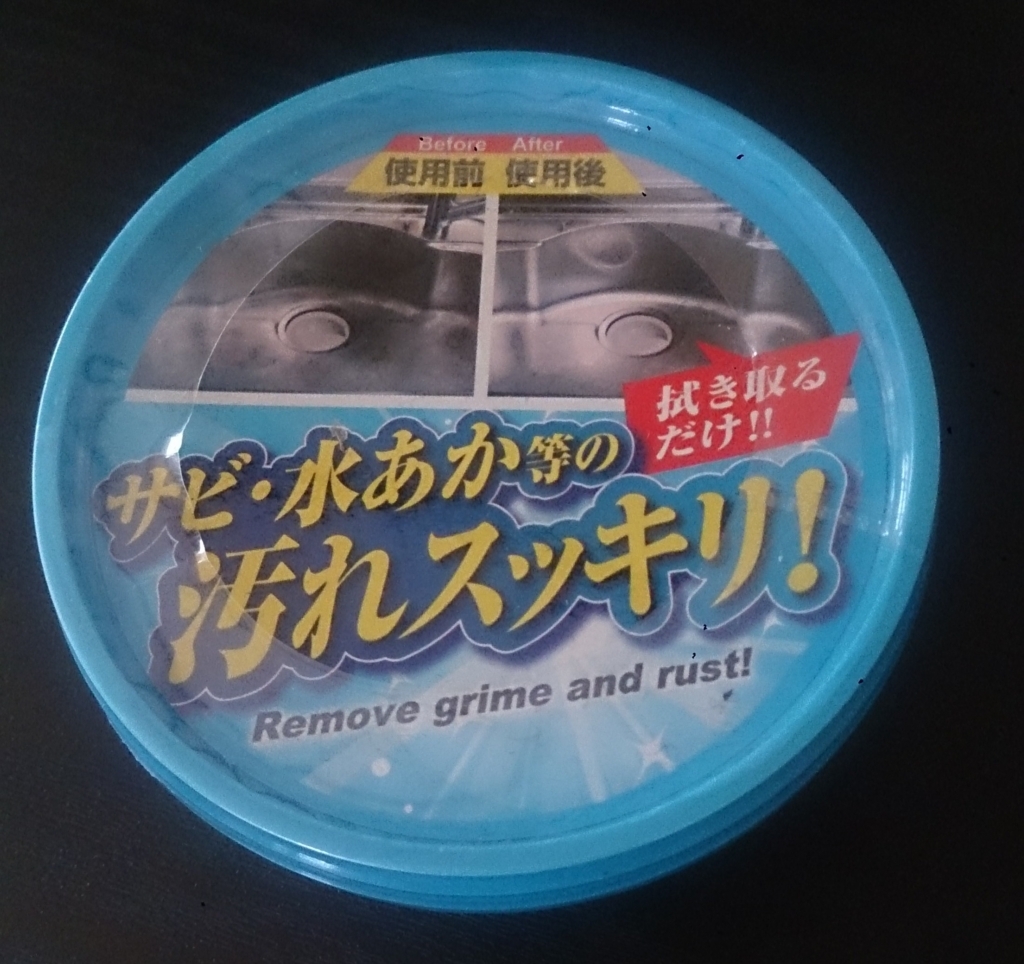 Before After
使用前 使用後
拭き取る
だけ!!
サビ・水あか等の
汚れスッキリ!
Remove grime and rust!